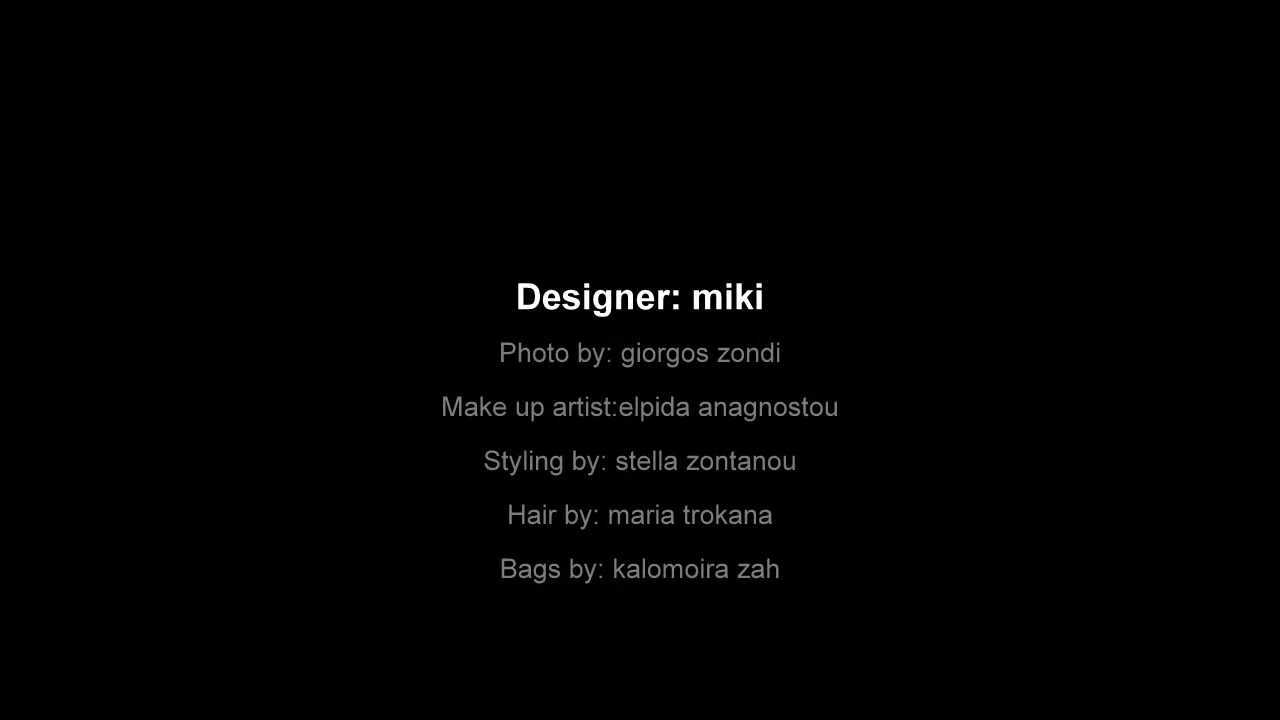 Designer: miki
Photo by: giorgos zondi
Make up artist:elpida anagnostou
Styling by: stella zontanou
Hair by: maria trokana
Bags by: kalomoira zah